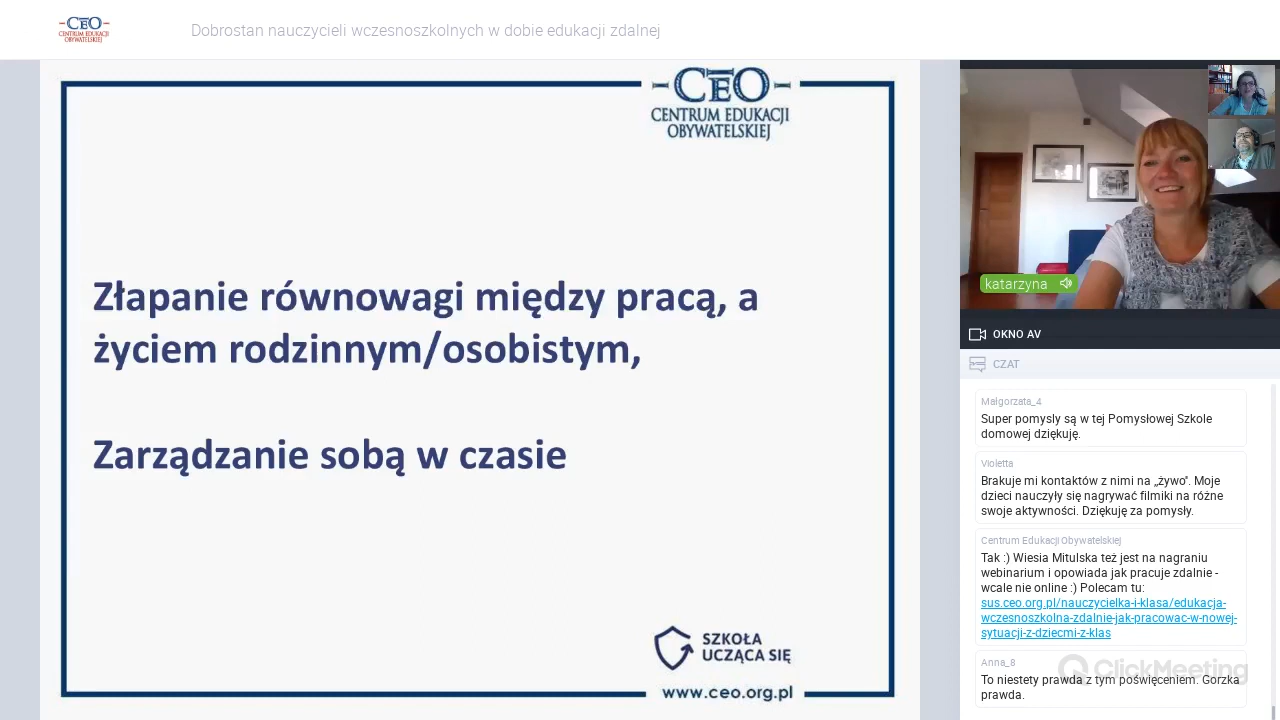 CEO
CENTRUM EDUKACJI
OBYWATELSKIEJ
Dobrostan nauczycieli wczesnoszkolnych w dobie edukacji zdalnej
CEO
CENTRUM EDUKACJI
OBYWATELSKIEJ
Złapanie równowagi między pracą, a
życiem rodzinnym/osobistym,
Zarządzanie sobą w czasie
SZKOŁA
UCZĄCA SIĘ
www.ceo.org.pl
katarzyna
OKNO AV
CZAT
Małgorzata_4
Super pomysly są w tej Pomysłowej Szkole
domowej dziękuję.
Violetta
Brakuje mi kontaktów z nimi na „żywo". Moje
dzieci nauczyły się nagrywać filmiki na różne
swoje aktywności. Dziękuję za pomysły.
Centrum Edukacji Obywatelskiej
Tak :) Wiesia Mitulska też jest na nagraniu
webinarium i opowiada jak pracuje zdalnie -
wcale nie online :) Polecam tu:
sus.ceo.org.pl/nauczycielka-i-klasa/edukacja-
wczesnoszkolna-zdalnie-jak-pracowac-w-nowej-
sytuacji-z-dziecmi-z-klas
Anna_8
To niestety prawda z tym poświęceniem. Gorzka
prawda.
ClickMeeting